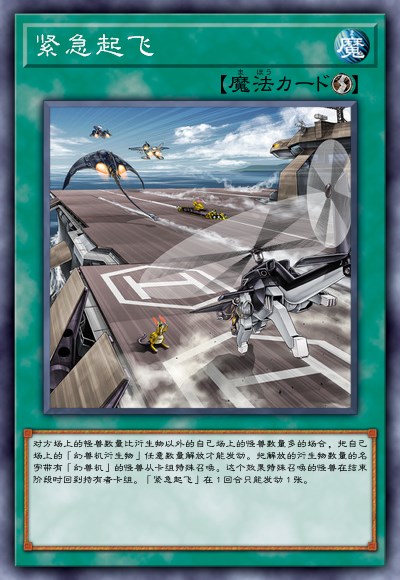 紧急起飞
魔
【魔法カード】
まほう
对方场上的怪兽数量比衍生物以外的自己场上的怪兽数量多的场合，把自
己场上的「幻兽机衍生物」任意数量解放才能发动。把解放的衍生物数量的名
字带有「幻兽机」的怪兽从卡组特殊召唤。这个效果特殊召唤的怪兽在结束
阶段时回到持有者卡组。「紧急起飞」在1回合只能发动1张。